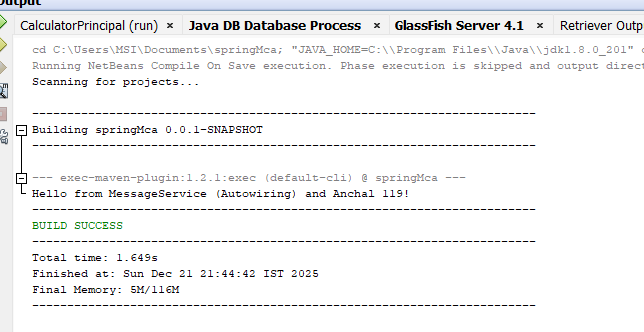 Output
CalculatorPrincipal (run) × Java DB Database Process × GlassFish Server 4.1 × Retriever Outp
cd C:\Users\MSI\Documents\springMca; "JAVA_HOME=C:\\Program Files\\Java\\jdk1.8.0_201" c
Running NetBeans Compile On Save execution. Phase execution is skipped and output direct
Scanning for projects...
------------------------------------------------------------------------
Building springMca 0.0.1-SNAPSHOT
------------------------------------------------------------------------
--- exec-maven-plugin:1.2.1:exec (default-cli) @ springMca ---
Hello from MessageService (Autowiring) and Anchal 119!
------------------------------------------------------------------------
BUILD SUCCESS
------------------------------------------------------------------------
Total time: 1.649s
Finished at: Sun Dec 21 21:44:42 IST 2025
Final Memory: 5M/116M
------------------------------------------------------------------------